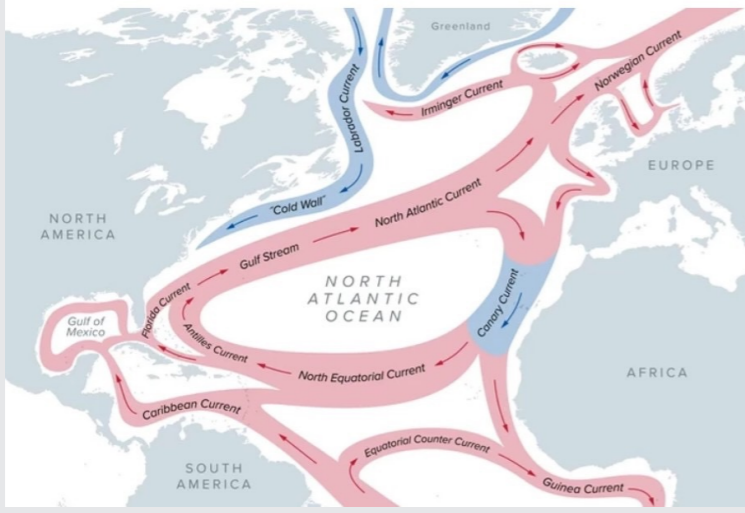 Greenland
Norwegian Current
Irminger Current
Labrador Current
EUROPE
"Cold Wall"
North Atlantic Current
NORTH
AMERICA
Gulf Stream
NORTH
ATLANTIC
OCEAN
Canary Current
Florida Current
Gulf of
Mexico
Antilles Current
North Equatorial Current
AFRICA
Caribbean Current
Equatorial Counter Current
SOUTH
AMERICA
Guinea Current